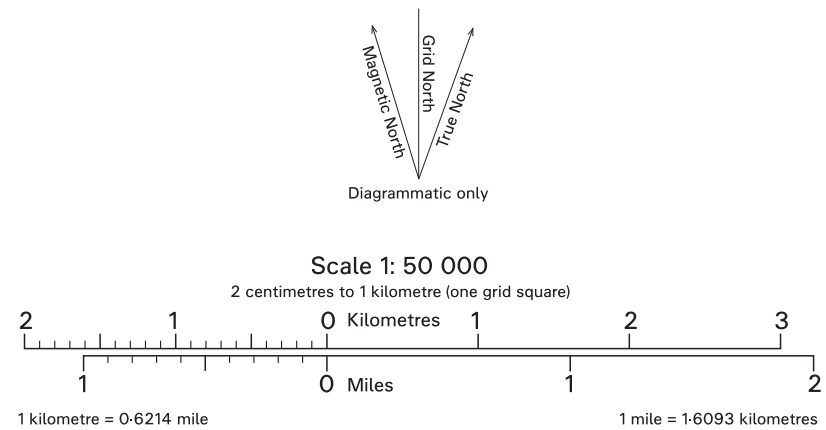 Magnetic North
Grid North
True North
Diagrammatic only
Scale 1: 50 000
2 centimetres to 1 kilometre (one grid square)
2 1 0 Kilometres 1 2 3
1 0 Miles 1 2
1 kilometre = 0·6214 mile
1 mile = 1·6093 kilometres